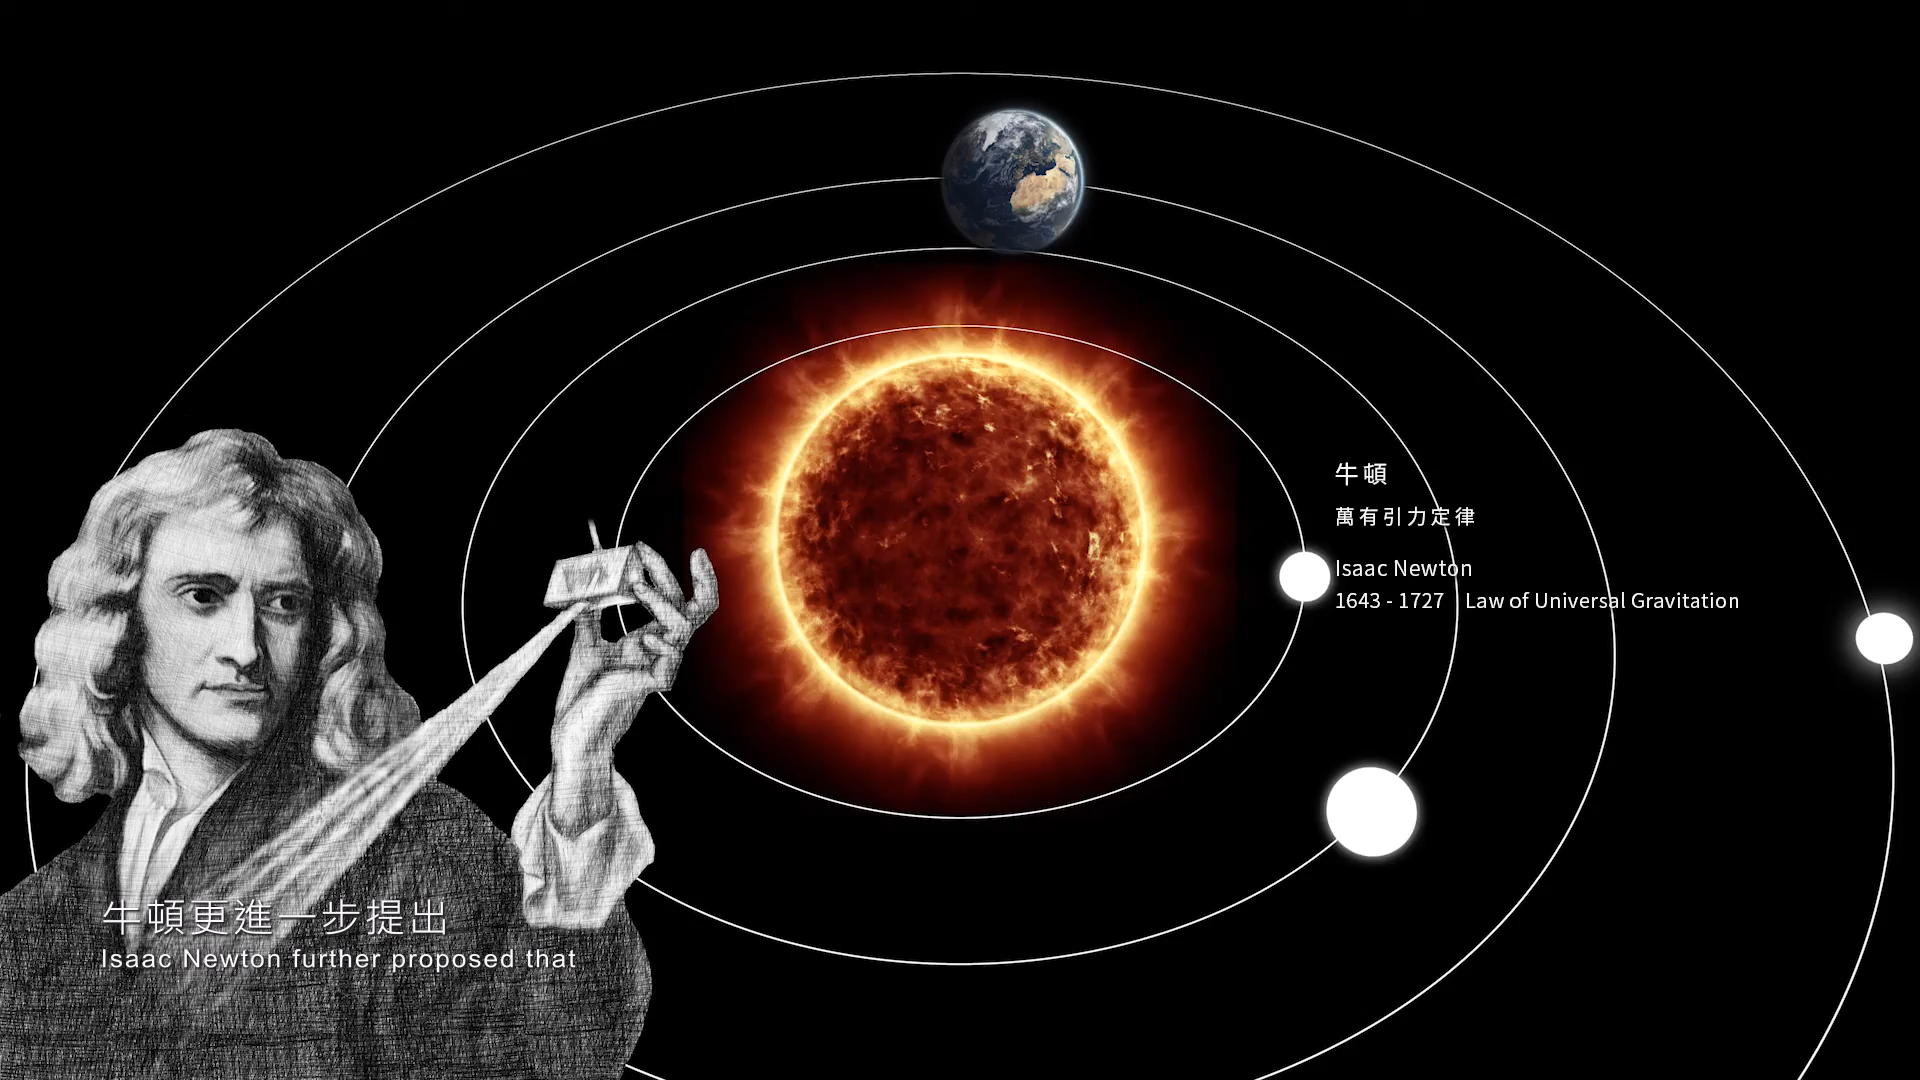 牛頓
萬有引力定律
Isaac Newton
1643 - 1727 | Law of Universal Gravitation
牛頓更進一步提出
Isaac Newton further proposed that